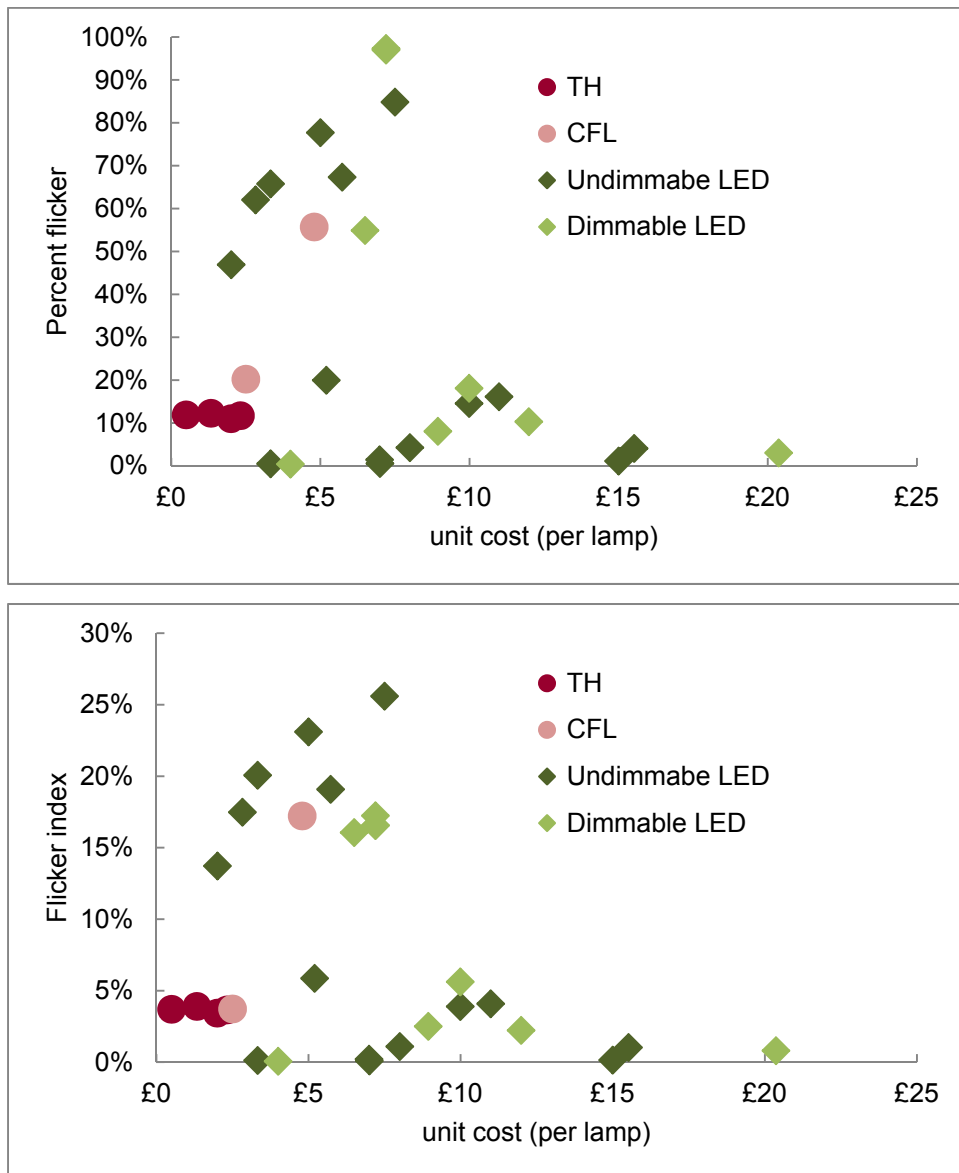 100%
90%
80%
70%
60%
50%
40%
30%
20%
10%
0%
Percent flicker
TH
CFL
Undimmabe LED
Dimmable LED
£0 £5 £10 £15 £20 £25
unit cost (per lamp)
30%
25%
20%
15%
10%
5%
0%
Flicker index
TH
CFL
Undimmabe LED
Dimmable LED
£0 £5 £10 £15 £20 £25
unit cost (per lamp)